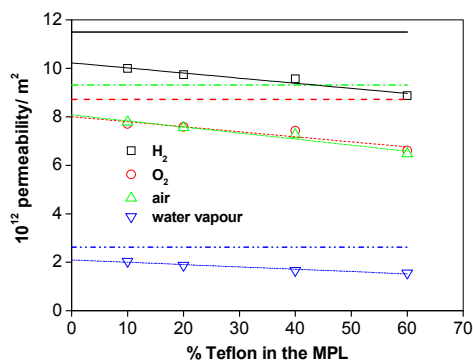 12
10
8
6
4
2
0
10¹² permeability/ m²
H₂
O₂
air
water vapour
0 10 20 30 40 50 60 70
% Teflon in the MPL